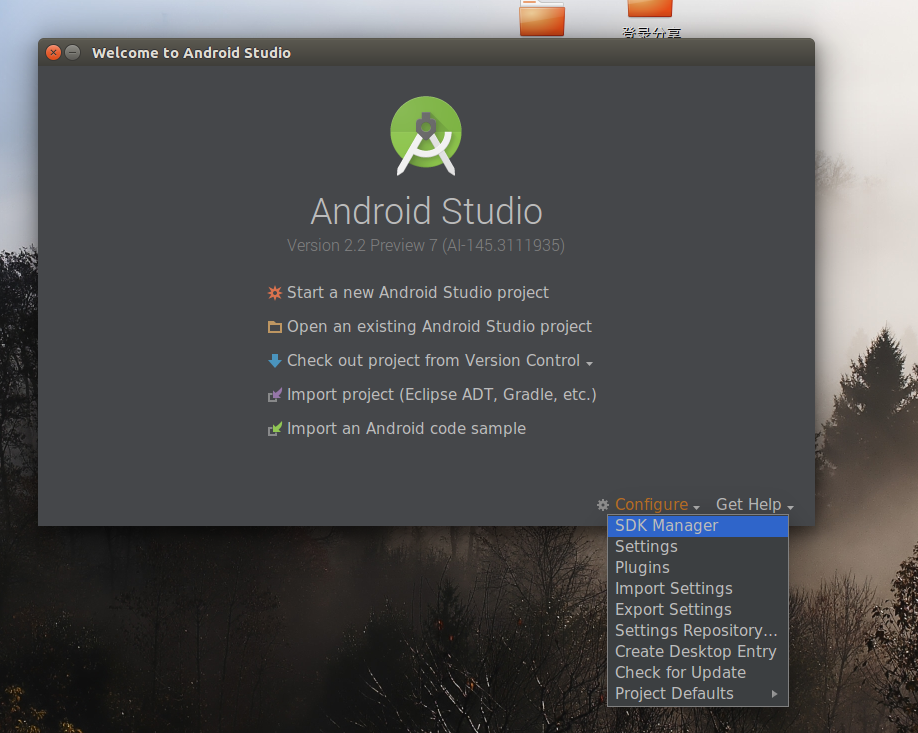 登录分享
Welcome to Android Studio
Android Studio
Version 2.2 Preview 7 (AI-145.3111935)
Start a new Android Studio project
Open an existing Android Studio project
Check out project from Version Control
Import project (Eclipse ADT, Gradle, etc.)
Import an Android code sample
Configure Get Help
SDK Manager
Settings
Plugins
Import Settings
Export Settings
Settings Repository...
Create Desktop Entry
Check for Update
Project Defaults